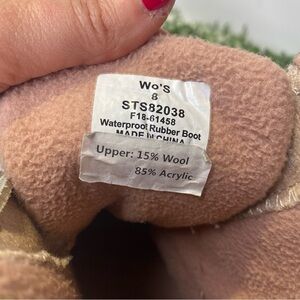 Wo's
8
STS82038
F18-61458
Waterproof Rubber Boot
MADE IN CHINA
Upper: 15% Wool
85% Acrylic